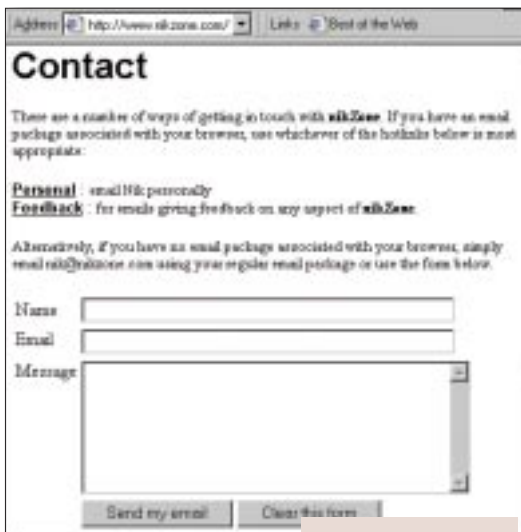 Address http://www.nikzone.com/ Links Best of the Web
Contact
There are a number of ways of getting in touch with nikZone. If you have an email
package associated with your browser, use whichever of the hotlinks below is most
appropriate:
Personal : email Nik personally
Feedback : for emails giving feedback on any aspect of nikZone.
Alternatively, if you have no email package associated with your browser, simply
email nik@nikzone.com using your regular email package or use the form below.
Name
Email
Message
Send my email Clear this form